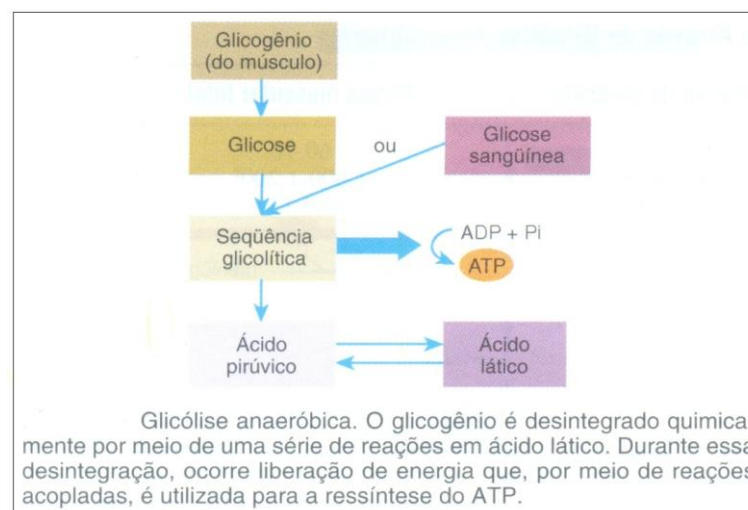 Glicogênio
(do músculo)
Glicose
ou
Glicose
sangüínea
Seqüência
glicolítica
ADP + Pi
ATP
Ácido
pirúvico
Ácido
lático
Glicólise anaeróbica. O glicogênio é desintegrado quimica-
mente por meio de uma série de reações em ácido lático. Durante essa
desintegração, ocorre liberação de energia que, por meio de reações
acopladas, é utilizada para a ressíntese do ATP.